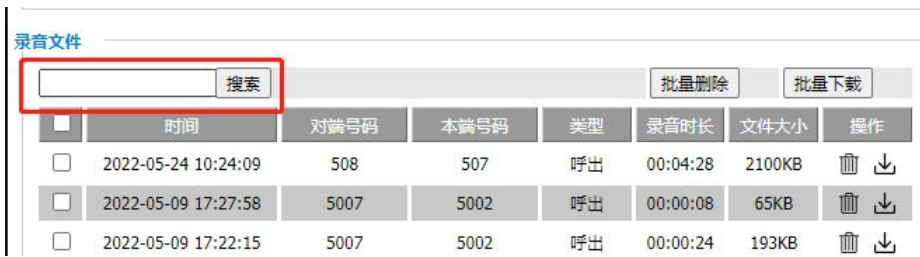 录音文件
搜索 批量删除 批量下载
时间 对端号码 本端号码 类型 录音时长 文件大小 操作
2022-05-24 10:24:09 508 507 呼出 00:04:28 2100KB
2022-05-09 17:27:58 5007 5002 呼出 00:00:08 65KB
2022-05-09 17:22:15 5007 5002 呼出 00:00:24 193KB